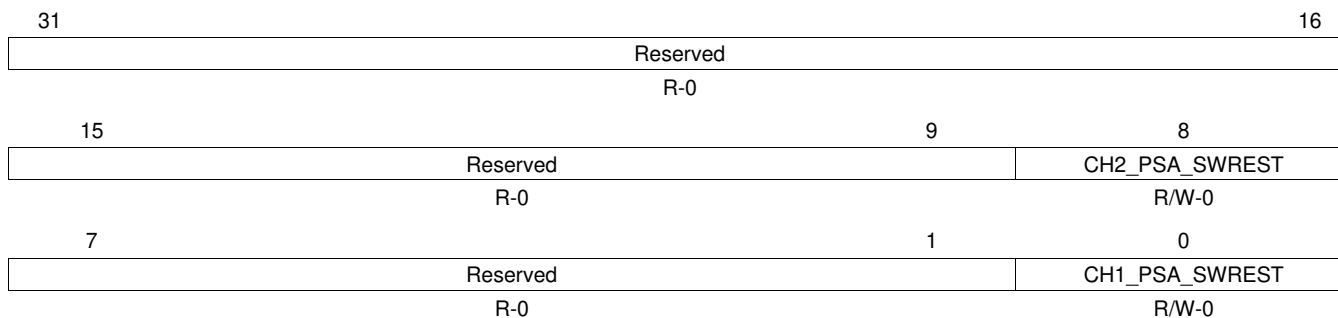 31 16
Reserved
R-0
15 9 8
Reserved CH2_PSA_SWREST
R-0 R/W-0
7 1 0
Reserved CH1_PSA_SWREST
R-0 R/W-0